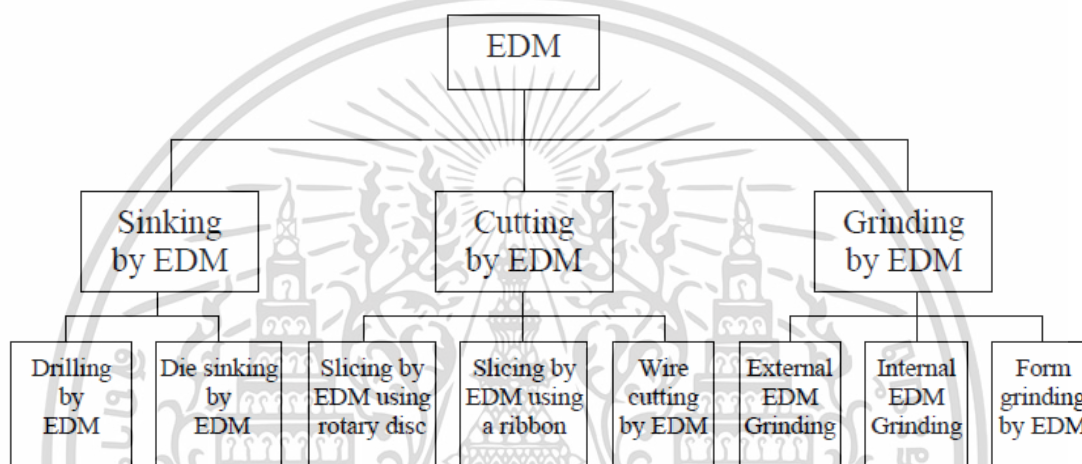 EDM
Sinking
by EDM
Cutting
by EDM
Grinding
by EDM
Drilling
by
EDM
Die sinking
by
EDM
Slicing by
EDM using
rotary disc
Slicing by
EDM using
a ribbon
Wire
cutting
by EDM
External
EDM
Grinding
Internal
EDM
Grinding
Form
grinding
by EDM